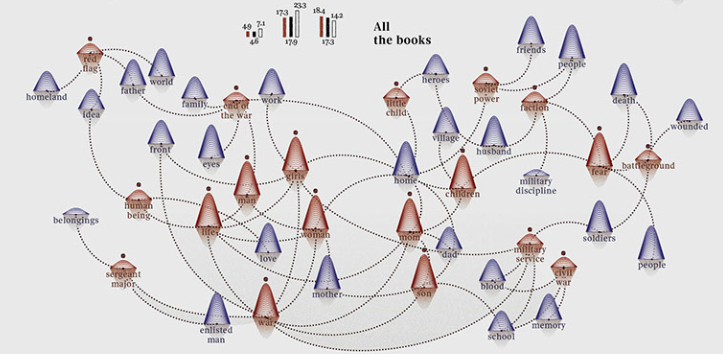 23.3
17.3
18.4
14.2
7.1
4.9
4.6
17.9
17.3
All
the books
friends
people
heroes
red
flag
father
world
homeland
idea
family
end of
the war
work
little
child
soviet
power
faction
death
wounded
village
husband
front
eyes
girls
home
children
military
discipline
fear
battleground
man
human
being
belongings
life
love
woman
mom
dad
military
service
soldiers
people
sergeant
major
mother
son
blood
civil
war
enlisted
man
war
school
memory